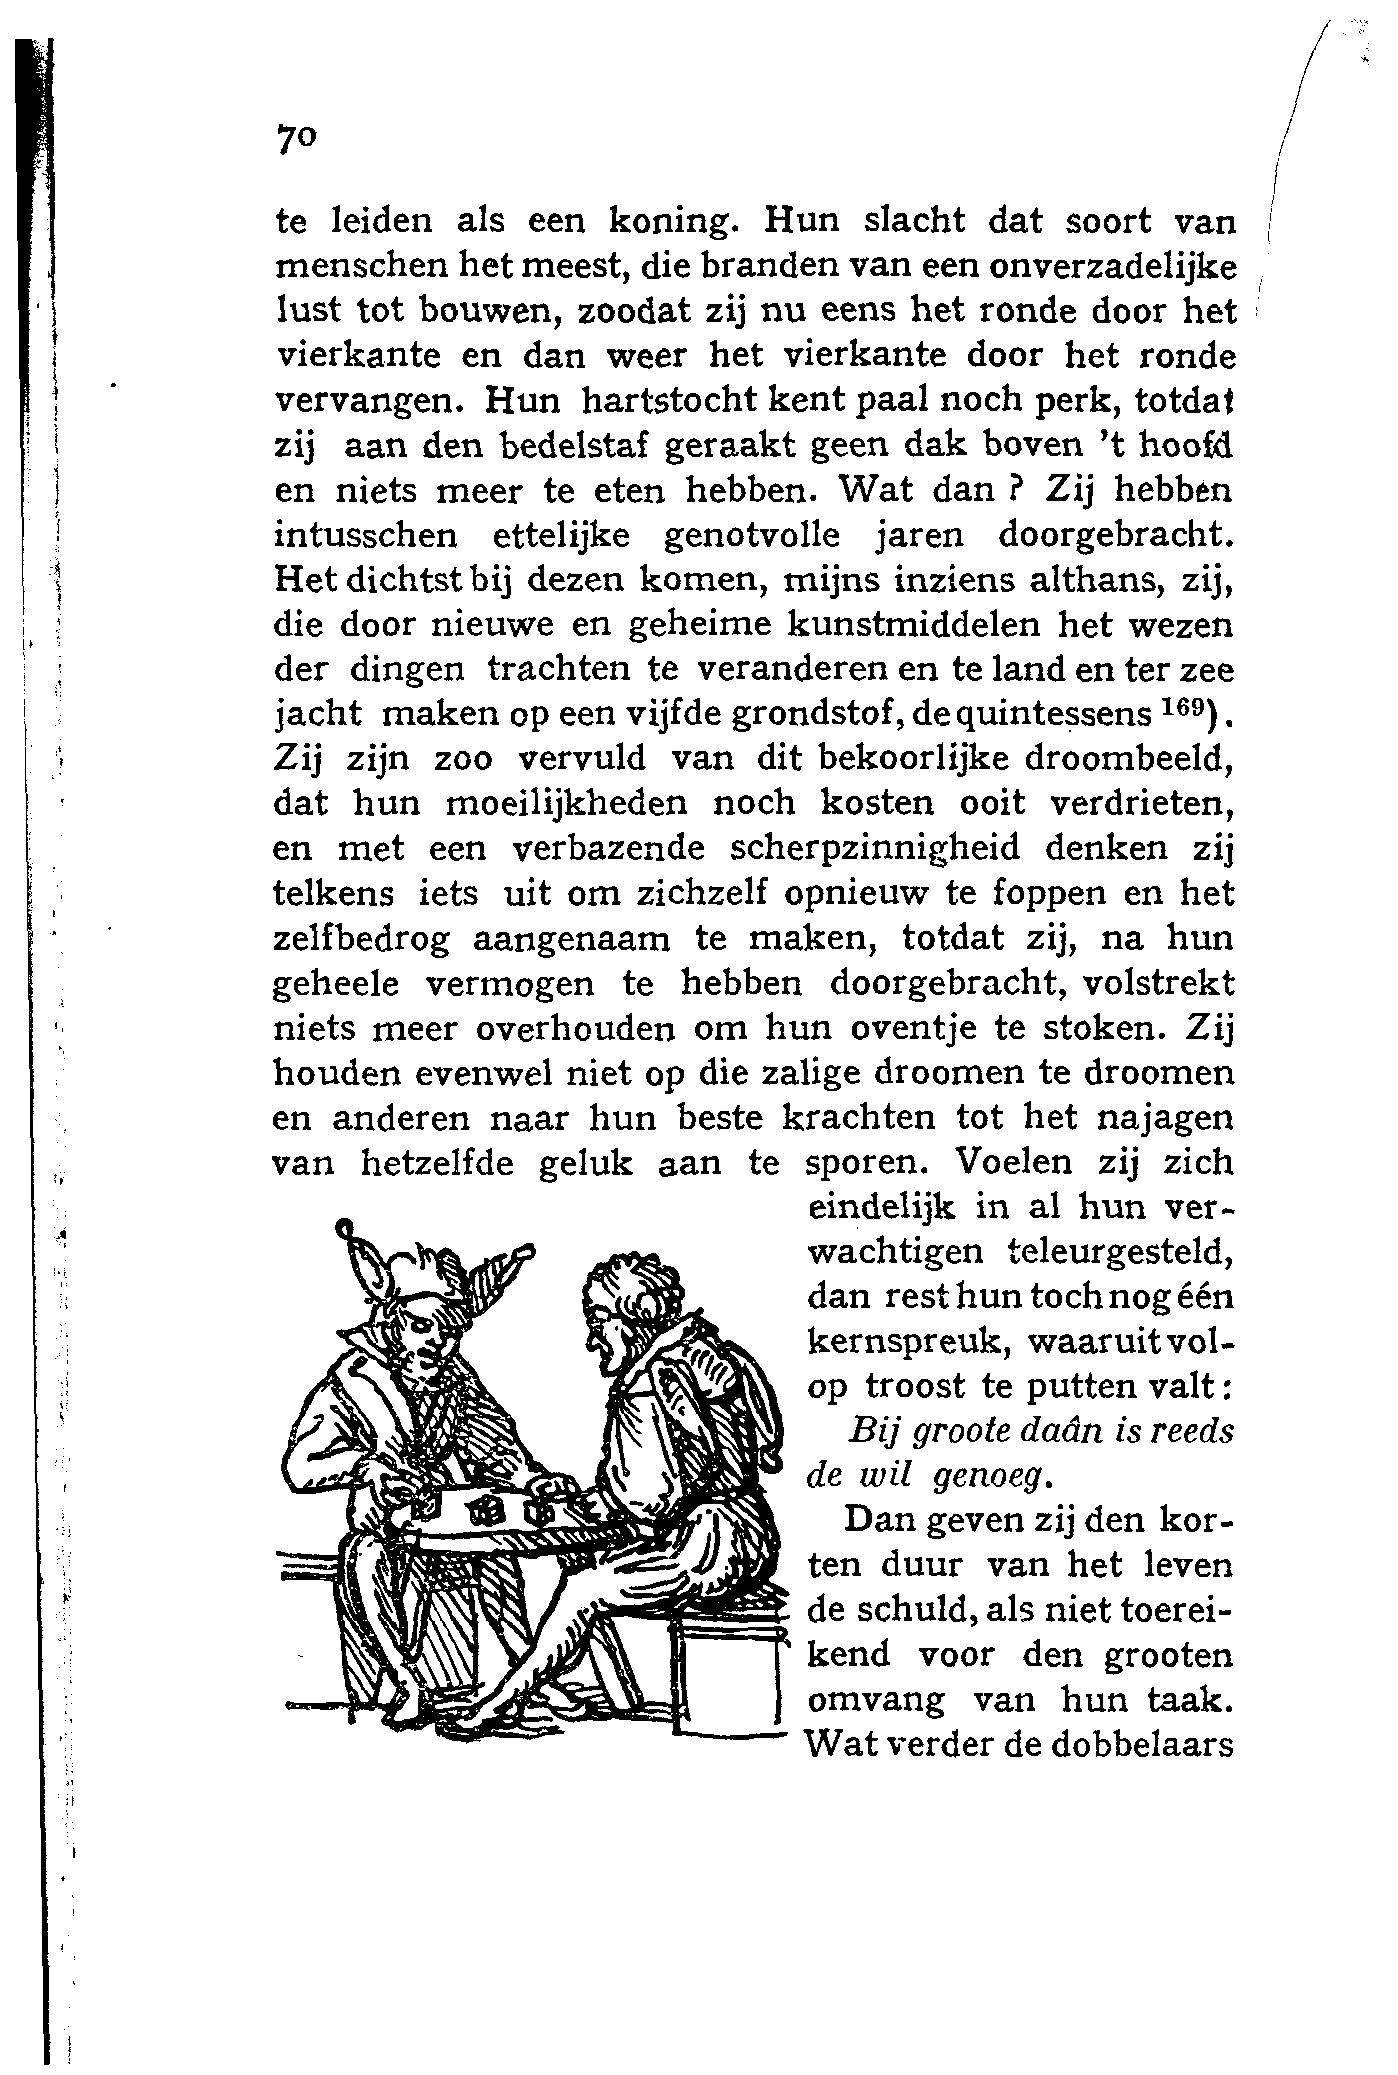 70
te leiden als een koning. Hun slacht dat soort van
menschen het meest, die branden van een onverzadelijke
lust tot bouwen, zoodat zij nu eens het ronde door het
vierkante en dan weer het vierkante door het ronde
vervangen. Hun hartstocht kent paal noch perk, totdat
zij aan den bedelstaf geraakt geen dak boven 't hoofd
en niets meer te eten hebben. Wat dan ? Zij hebben
intusschen ettelijke genotvolle jaren doorgebracht.
Het dichtst bij dezen komen, mijns inziens althans, zij,
die door nieuwe en geheime kunstmiddelen het wezen
der dingen trachten te veranderen en te land en ter zee
jacht maken op een vijfde grondstof, de quintessens ¹⁶⁹).
Zij zijn zoo vervuld van dit bekoorlijke droombeeld,
dat hun moeilijkheden noch kosten ooit verdrieten,
en met een verbazende scherpzinnigheid denken zij
telkens iets uit om zichzelf opnieuw te foppen en het
zelfbedrog aangenaam te maken, totdat zij, na hun
geheele vermogen te hebben doorgebracht, volstrekt
niets meer overhouden om hun oventje te stoken. Zij
houden evenwel niet op die zalige droomen te droomen
en anderen naar hun beste krachten tot het najagen
van hetzelfde geluk aan te sporen. Voelen zij zich
eindelijk in al hun ver-
wachtigen teleurgesteld,
dan rest hun toch nog één
kernspreuk, waaruit vol-
op troost te putten valt :
Bij groote daân is reeds
de wil genoeg.
Dan geven zij den kor-
ten duur van het leven
de schuld, als niet toerei-
kend voor den grooten
omvang van hun taak.
Wat verder de dobbelaars